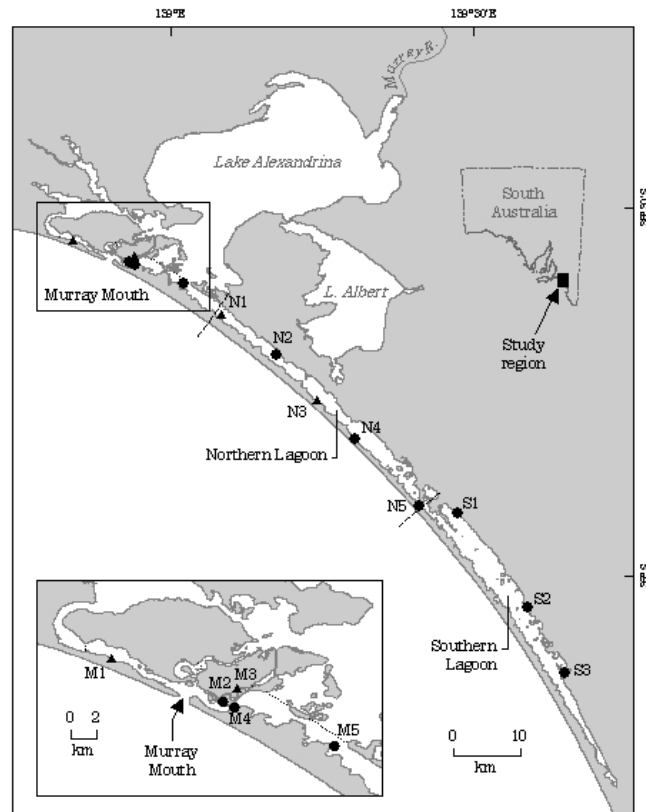 139°E
139°30'E
Murray R.
Lake Alexandrina
South
Australia
Murray Mouth
N1
L. Albert
Study
region
N2
N3
N4
Northern Lagoon
N5
S1
S2
Southern
Lagoon
S3
M1
M2
M3
M4
M5
0 2
km
Murray
Mouth
0 10
km